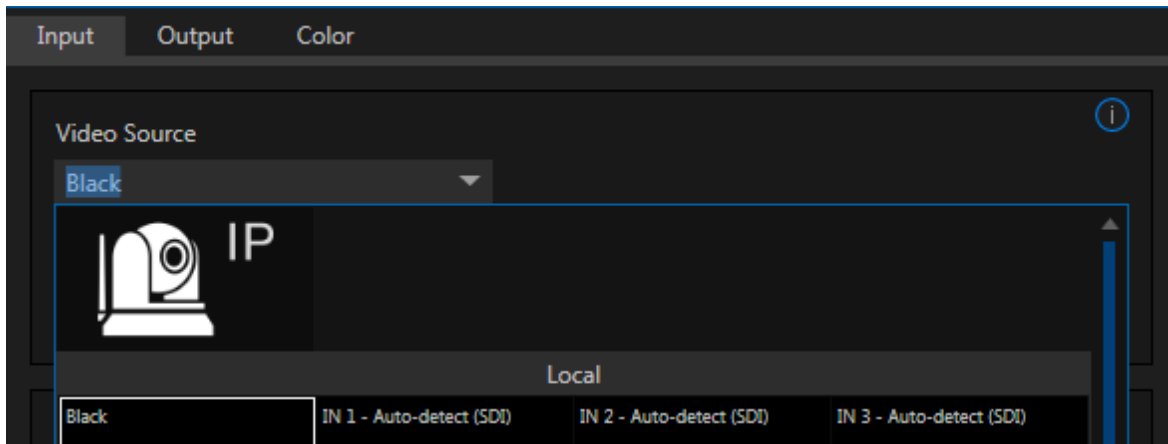 Input Output Color
Video Source
i
Black
IP
Local
Black IN 1 - Auto-detect (SDI) IN 2 - Auto-detect (SDI) IN 3 - Auto-detect (SDI)